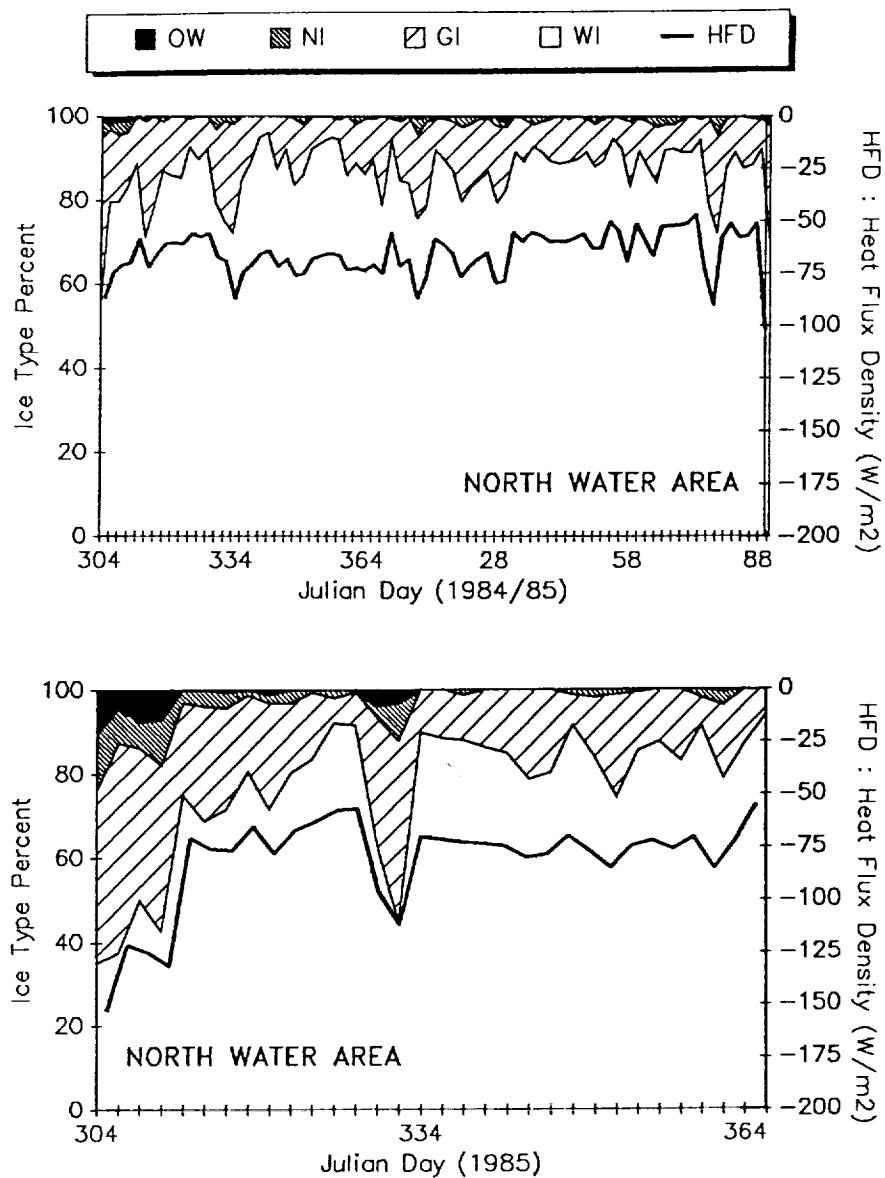 OW NI GI WI HFD
100
80
60
40
20
0
Ice Type Percent
0
−25
−50
−75
−100
−125
−150
−175
−200
HFD : Heat Flux Density (W/m2)
NORTH WATER AREA
304 334 364 28 58 88
Julian Day (1984/85)
100
80
60
40
20
0
Ice Type Percent
0
−25
−50
−75
−100
−125
−150
−175
−200
HFD : Heat Flux Density (W/m2)
NORTH WATER AREA
304 334 364
Julian Day (1985)